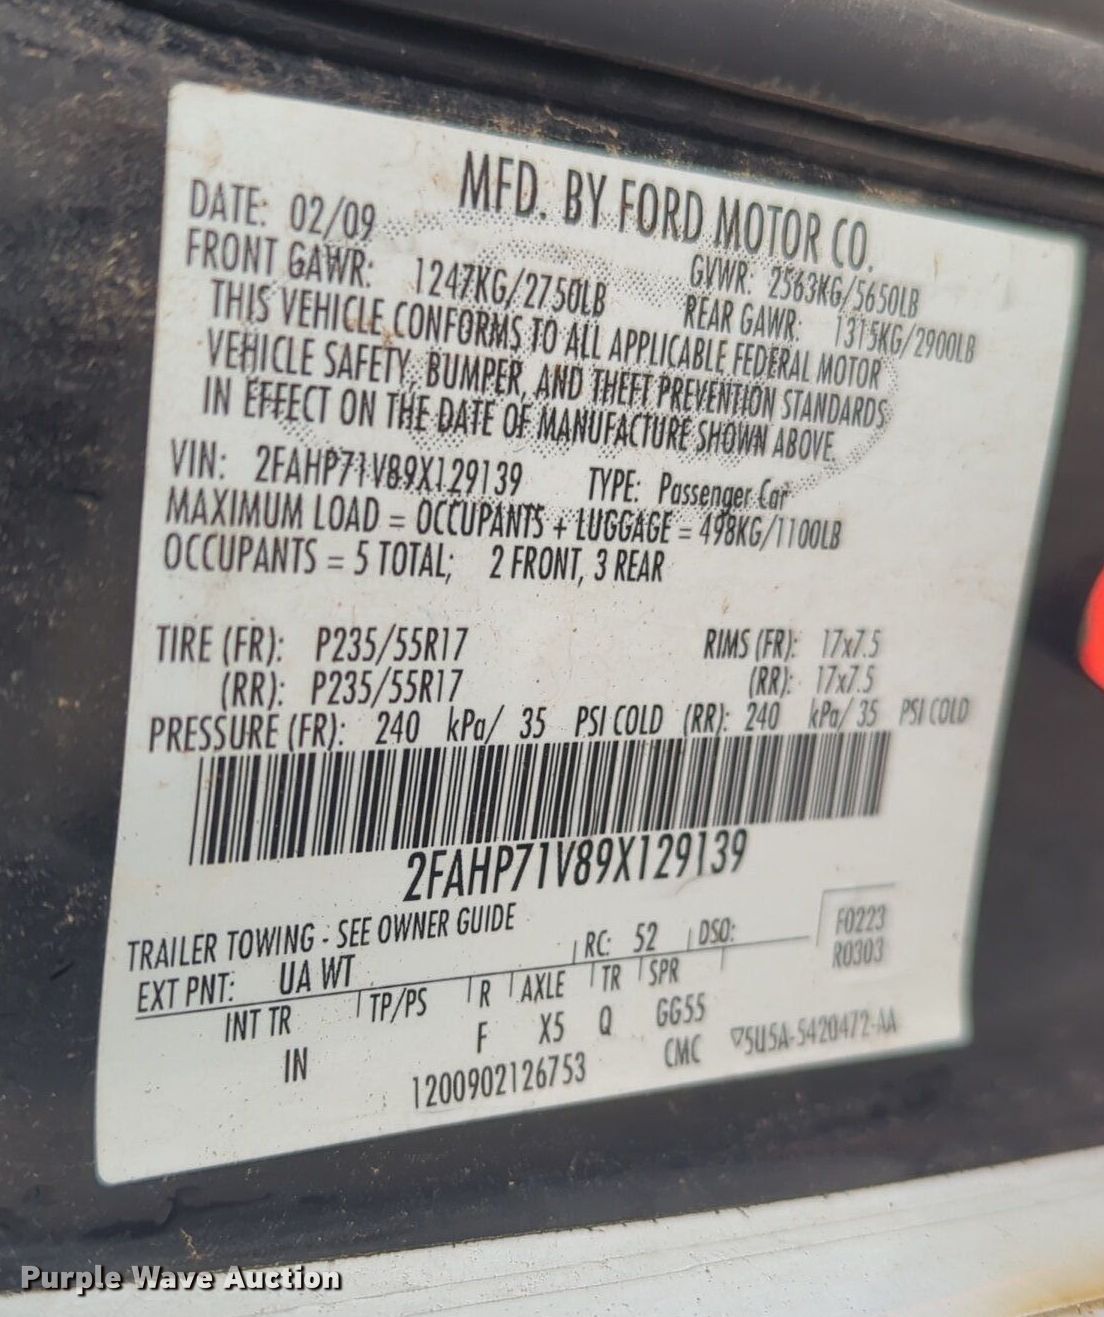 MFD. BY FORD MOTOR CO.
DATE: 02/09 GVWR: 2563KG/5650LB
FRONT GAWR: 1247KG/2750LB REAR GAWR: 1315KG/2900LB
THIS VEHICLE CONFORMS TO ALL APPLICABLE FEDERAL MOTOR
VEHICLE SAFETY, BUMPER, AND THEFT PREVENTION STANDARDS
IN EFFECT ON THE DATE OF MANUFACTURE SHOWN ABOVE.
VIN: 2FAHP71V89X129139 TYPE: Passenger Car
MAXIMUM LOAD = OCCUPANTS + LUGGAGE = 498KG/1100LB
OCCUPANTS = 5 TOTAL; 2 FRONT, 3 REAR
TIRE (FR): P235/55R17 RIMS (FR): 17x7.5
(RR): P235/55R17 (RR): 17x7.5
PRESSURE (FR): 240 kPa/ 35 PSI COLD (RR): 240 kPa/ 35 PSI COLD
2FAHP71V89X129139
TRAILER TOWING - SEE OWNER GUIDE
F0223
EXT PNT: UA WT RC: 52 DSO: R0303
INT TR TP/PS R AXLE TR SPR
IN F X5 Q GG55
1200902126753 CMC ▽5U5A-5420472-AA
Purple Wave Auction